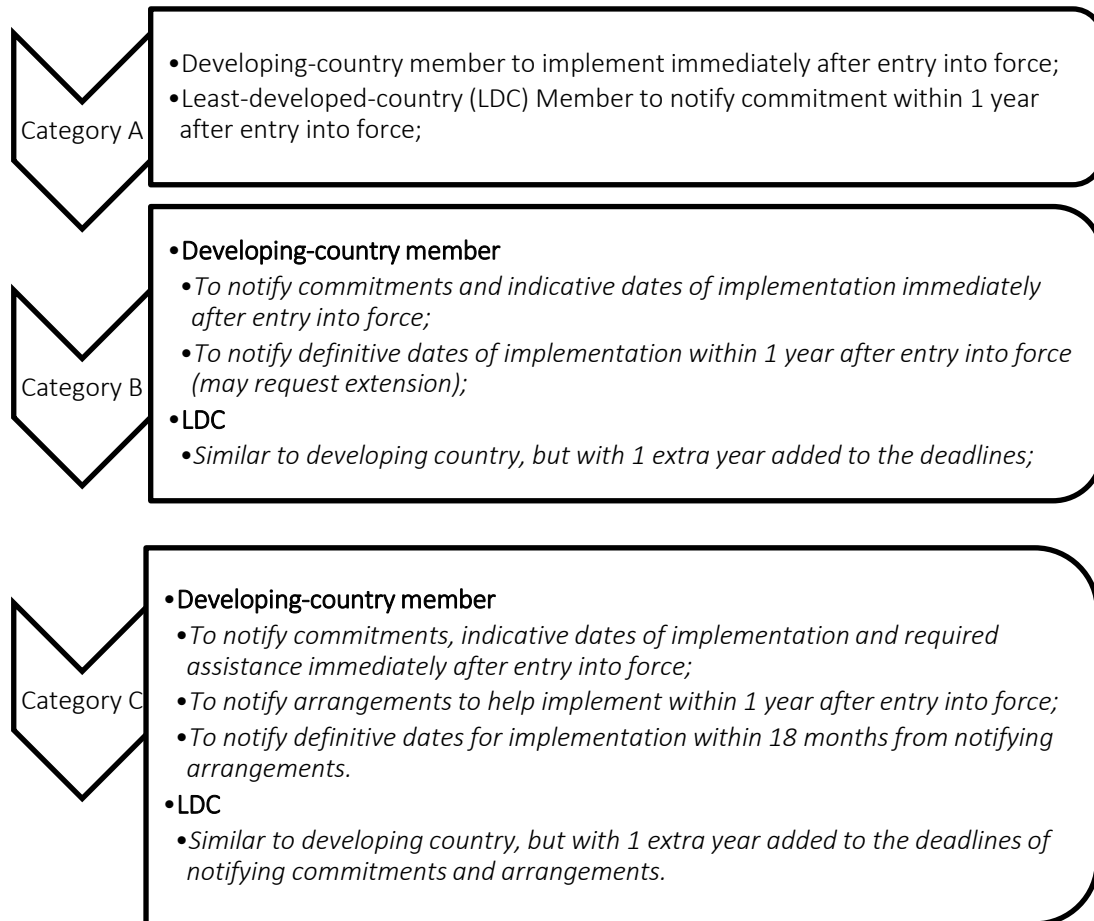 Category A
•Developing-country member to implement immediately after entry into force;
•Least-developed-country (LDC) Member to notify commitment within 1 year
after entry into force;
Category B
•Developing-country member
•To notify commitments and indicative dates of implementation immediately
after entry into force;
•To notify definitive dates of implementation within 1 year after entry into force
(may request extension);
•LDC
•Similar to developing country, but with 1 extra year added to the deadlines;
Category C
•Developing-country member
•To notify commitments, indicative dates of implementation and required
assistance immediately after entry into force;
•To notify arrangements to help implement within 1 year after entry into force;
•To notify definitive dates for implementation within 18 months from notifying
arrangements.
•LDC
•Similar to developing country, but with 1 extra year added to the deadlines of
notifying commitments and arrangements.